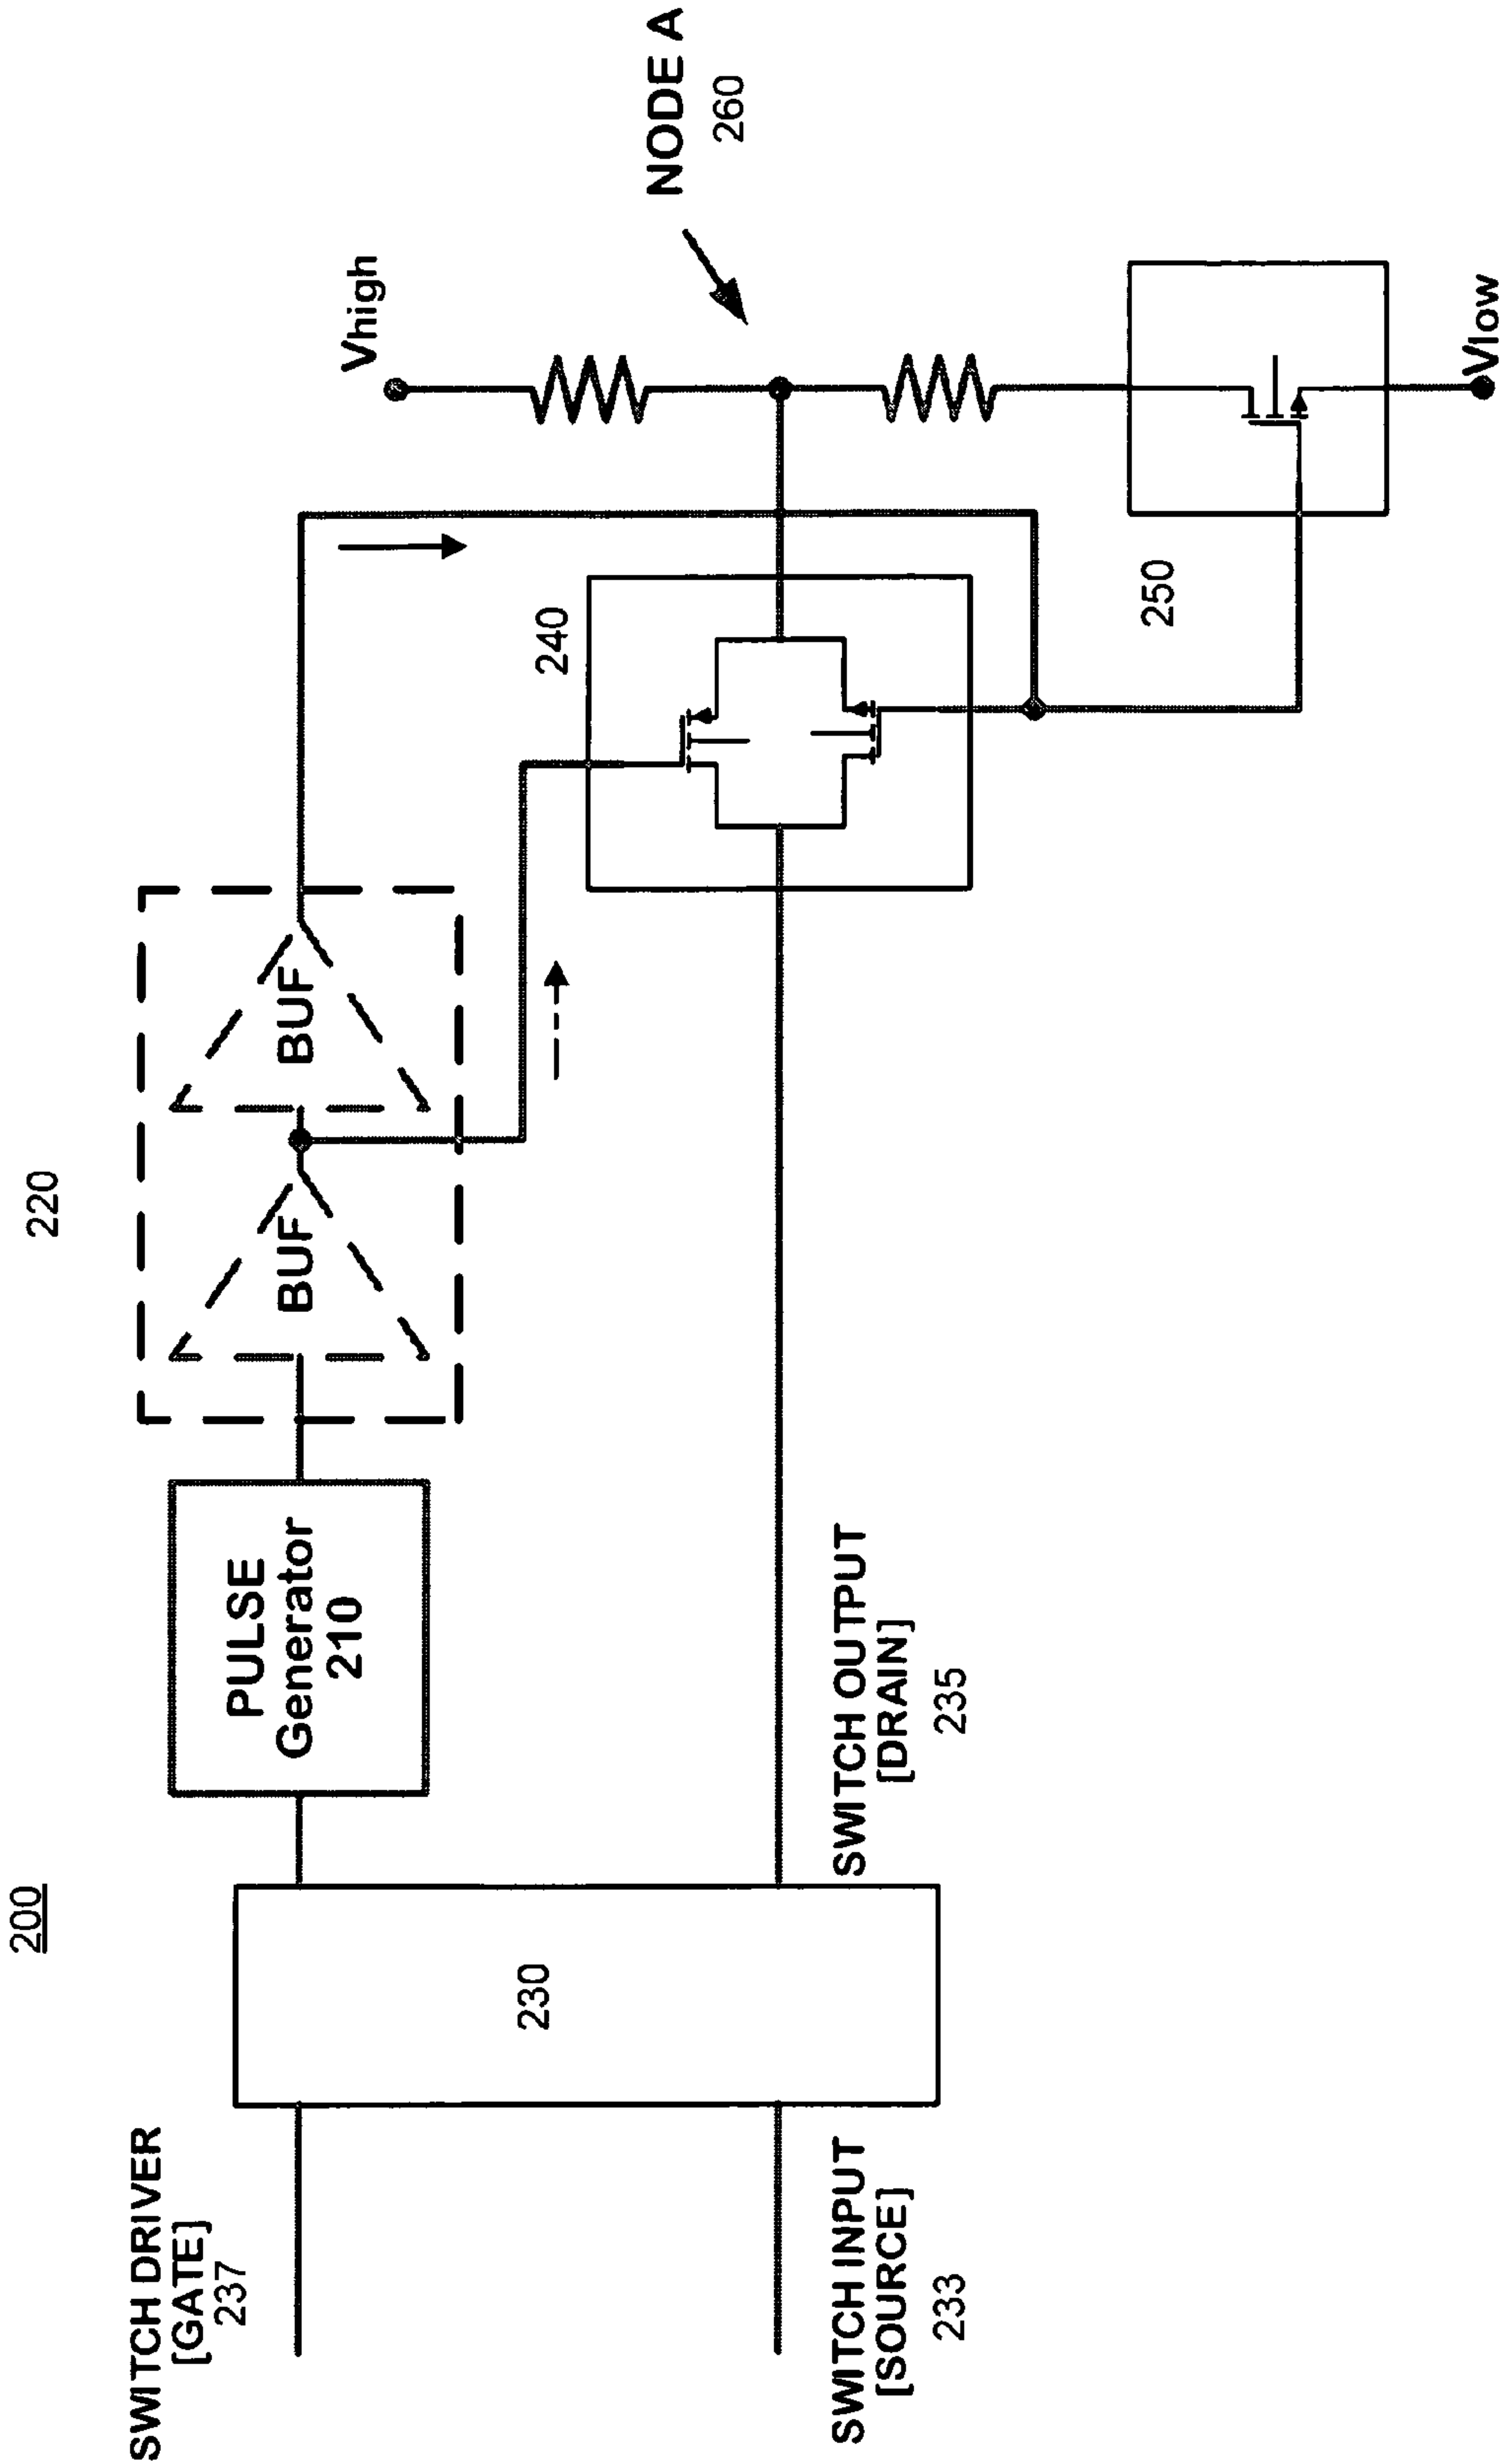 200
220
SWITCH DRIVER
[GATE]
237
PULSE
Generator
210
BUF
BUF
230
240
Vhigh
NODE A
260
SWITCH INPUT
[SOURCE]
233
SWITCH OUTPUT
[DRAIN]
235
250
Vlow